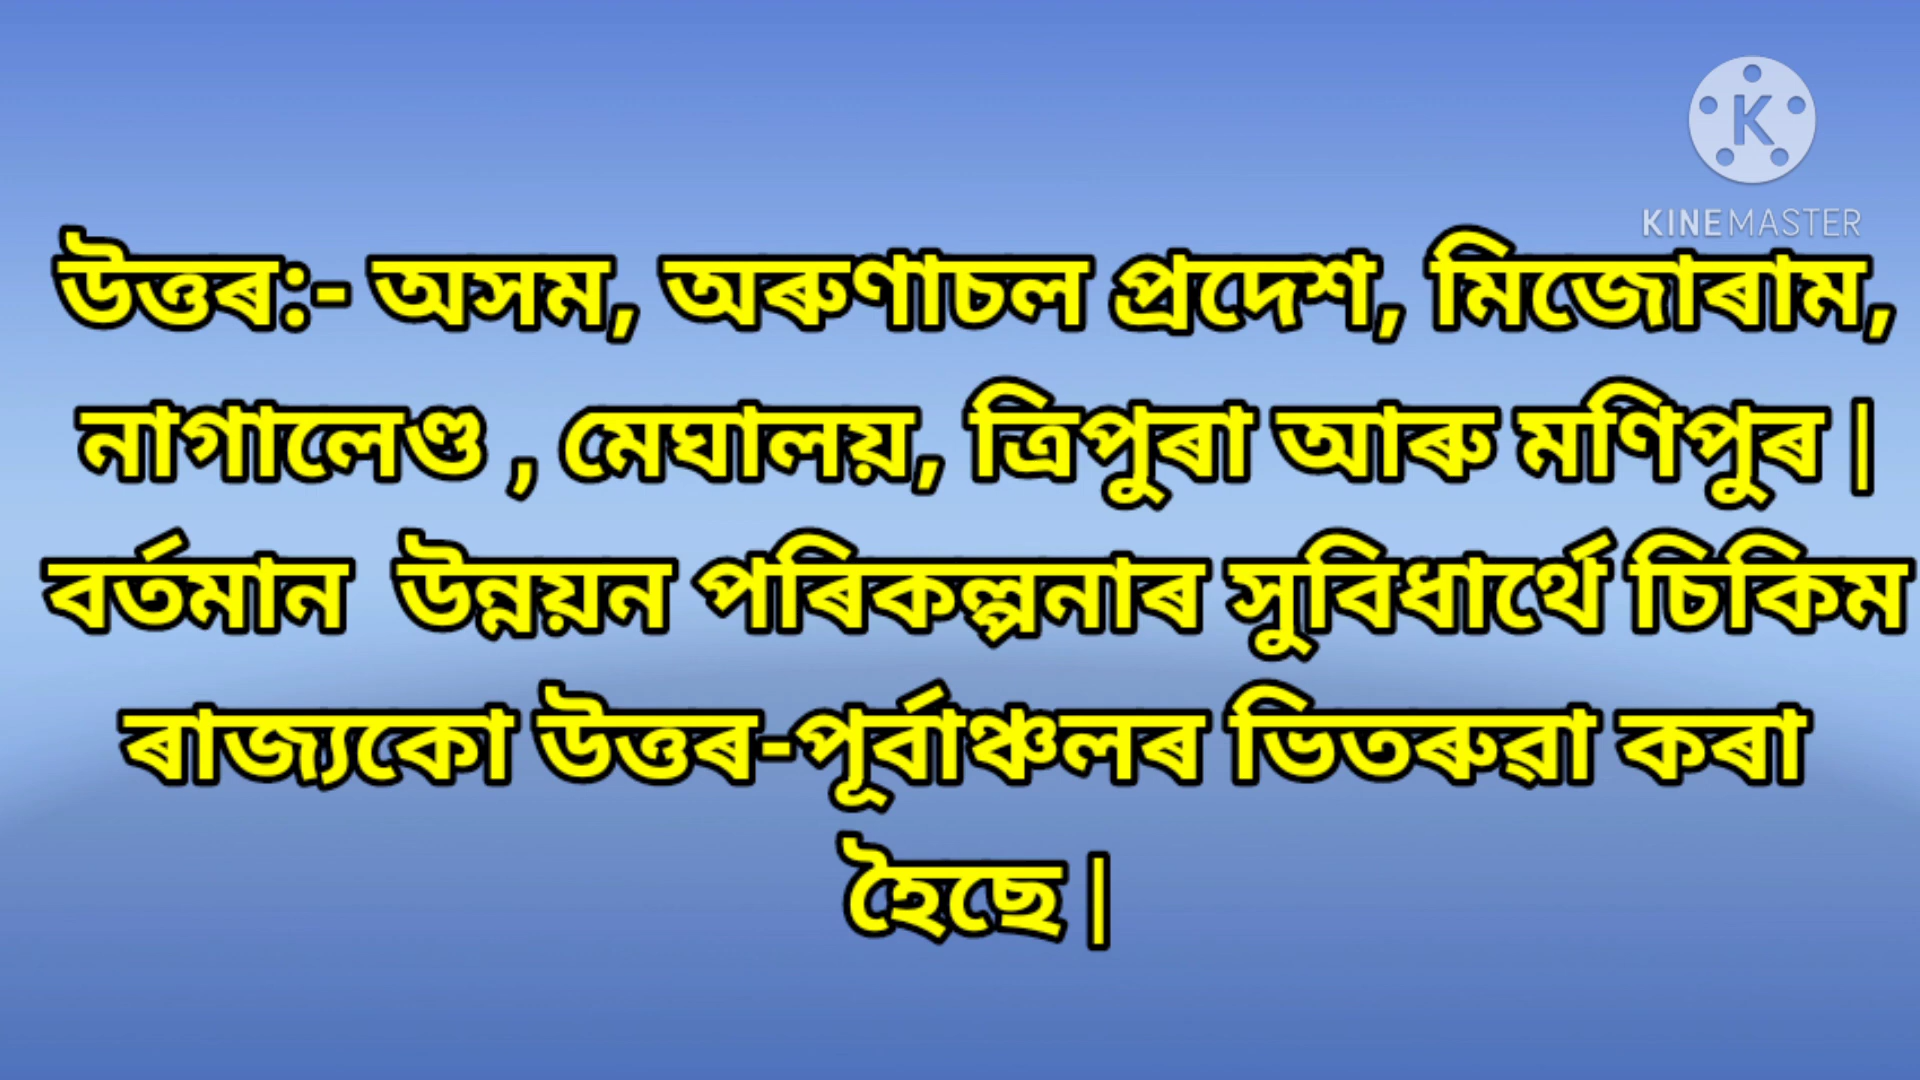 K
KINEMASTER
উত্তৰ:- অসম, অৰুণাচল প্ৰদেশ, মিজোৰাম,
নাগালেণ্ড , মেঘালয়, ত্ৰিপুৰা আৰু মণিপুৰ |
বৰ্তমান উন্নয়ন পৰিকল্পনাৰ সুবিধাৰ্থে চিকিম
ৰাজ্যকো উত্তৰ-পূৰ্বাঞ্চলৰ ভিতৰুৱা কৰা
হৈছে |